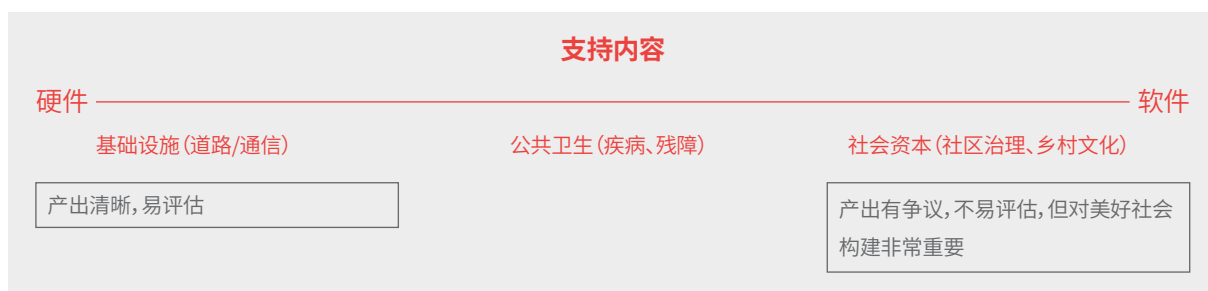 支持内容
硬件 软件
基础设施(道路/通信) 公共卫生(疾病、残障) 社会资本(社区治理、乡村文化)
产出清晰,易评估
产出有争议,不易评估,但对美好社会
构建非常重要